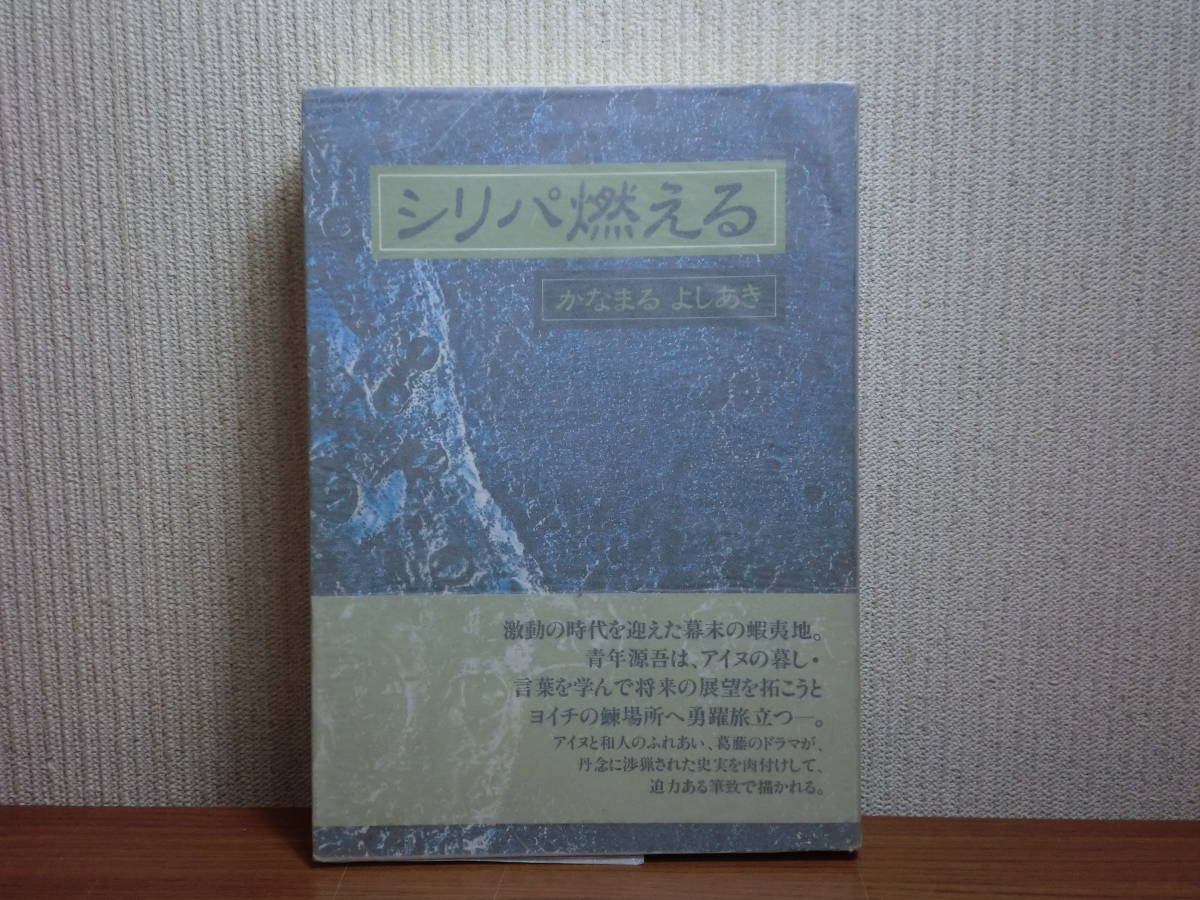 シリパ燃える
かなまる よしあき
激動の時代を迎えた幕末の蝦夷地。
青年源吾は、アイヌの暮し・
言葉を学んで将来の展望を拓こうと
ヨイチの鰊場所へ勇躍旅立つ―。
アイヌと和人のふれあい、葛藤のドラマが、
丹念に渉猟された史実を肉付けして、
迫力ある筆致で描かれる。